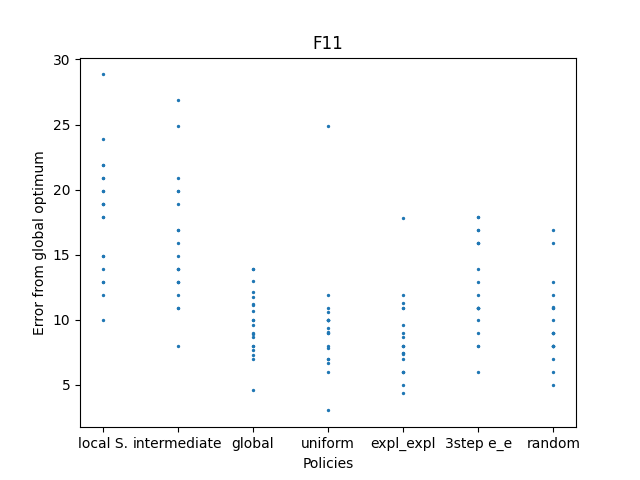 F11
Error from global optimum
30
25
20
15
10
5
local S. intermediate global uniform expl_expl 3step e_e random
Policies